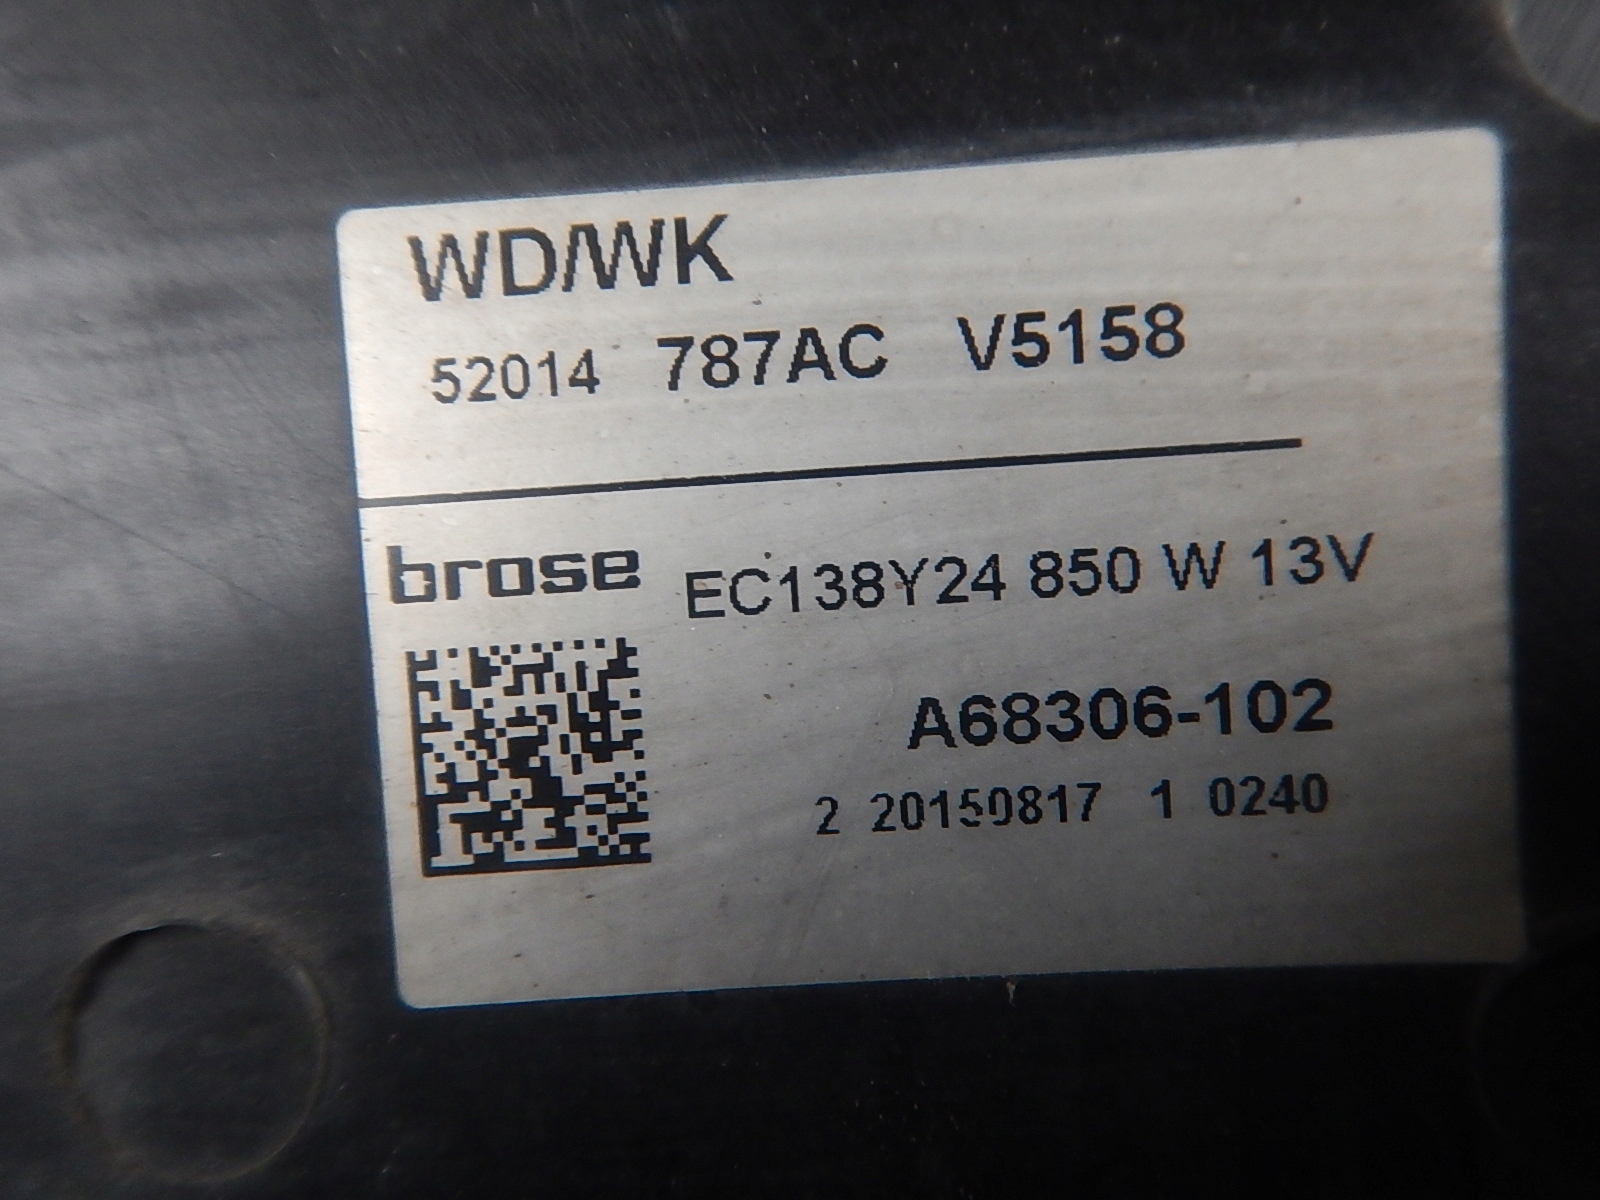 WD/WK
52014 787AC V5158
brose EC138Y24 850 W 13V
A68306-102
2 20150817 1 0240